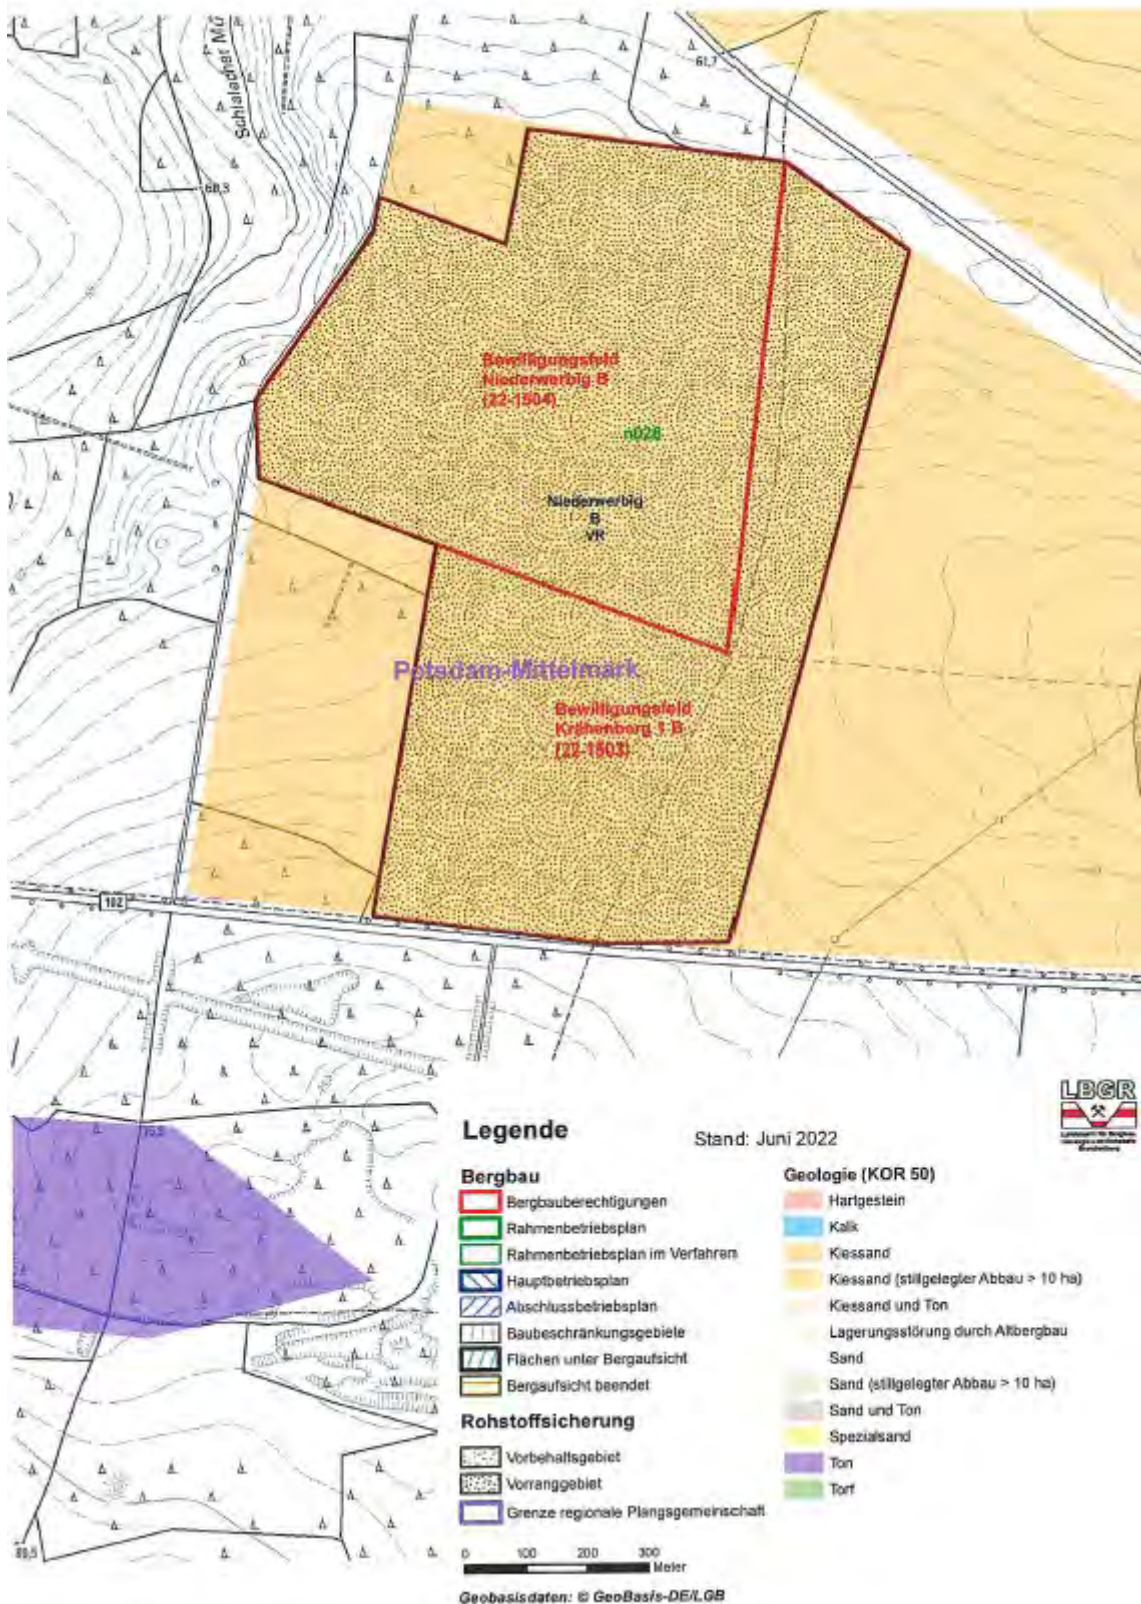 Schlalacher Mü
61,7
68,3
Bewilligungsfeld
Niederwerbig B
(22-1504)
n028
Niederwerbig
B
VR
Potsdam-Mittelmark
Bewilligungsfeld
Krähenberg 1 B
(22-1503)
102
Legende
Stand: Juni 2022
LBGR
Bergbau
Bergbauberechtigungen
Rahmenbetriebsplan
Rahmenbetriebsplan im Verfahren
Hauptbetriebsplan
Abschlussbetriebsplan
Baubeschränkungsgebiete
Flächen unter Bergaufsicht
Bergaufsicht beendet
Rohstoffsicherung
Vorbehaltsgebiet
Vorranggebiet
Grenze regionale Plangsgemeinschaft
Geologie (KOR 50)
Hartgestein
Kalk
Kiessand
Kiessand (stillgelegter Abbau > 10 ha)
Kiessand und Ton
Lagerungsstörung durch Altbergbau
Sand
Sand (stillgelegter Abbau > 10 ha)
Sand und Ton
Spezialsand
Ton
Torf
0 100 200 300
Meter
Geobasisdaten: © GeoBasis-DE/LGB